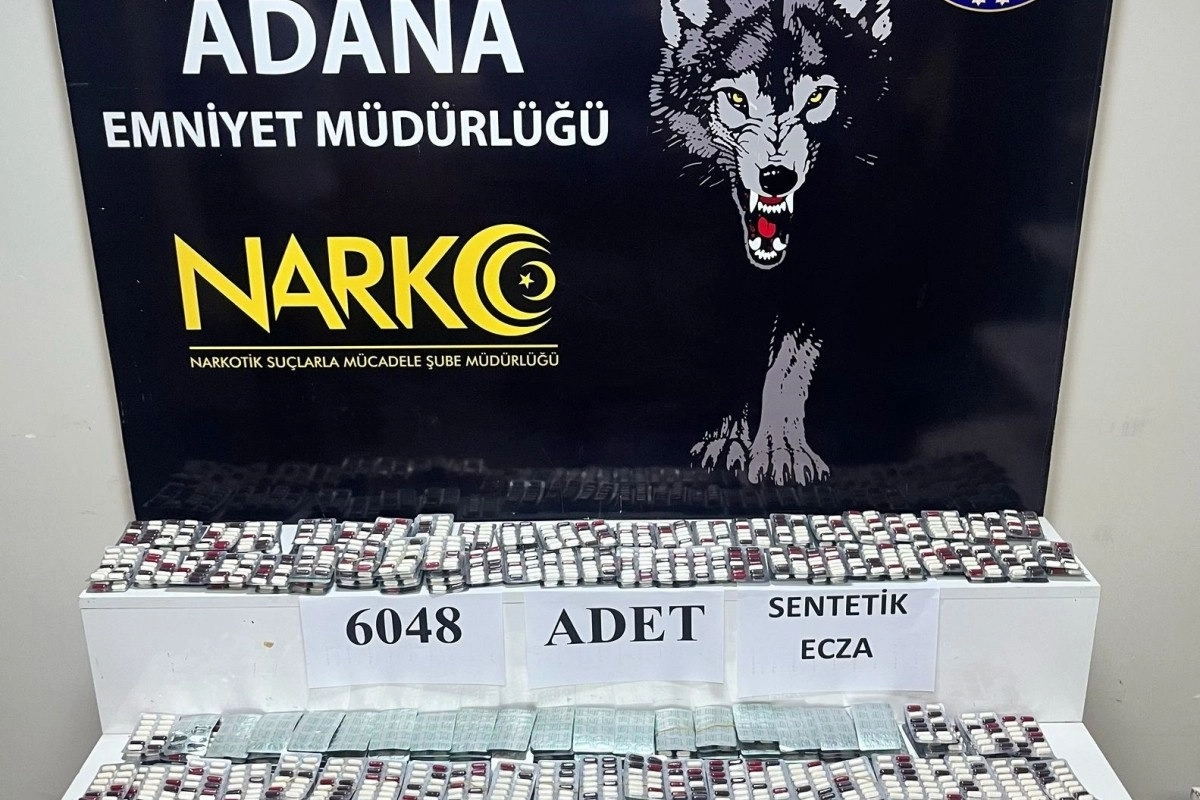 ADANA
EMNİYET MÜDÜRLÜĞÜ
NARKO
NARKOTİK SUÇLARLA MÜCADELE ŞUBE MÜDÜRLÜĞÜ
6048
ADET
SENTETİK
ECZA